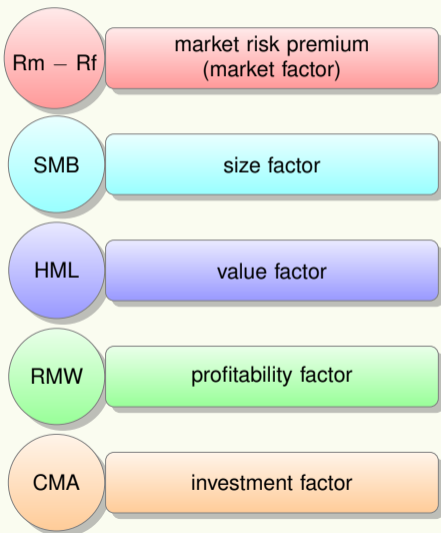 Rm − Rf
market risk premium
(market factor)
SMB
size factor
HML
value factor
RMW
profitability factor
CMA
investment factor